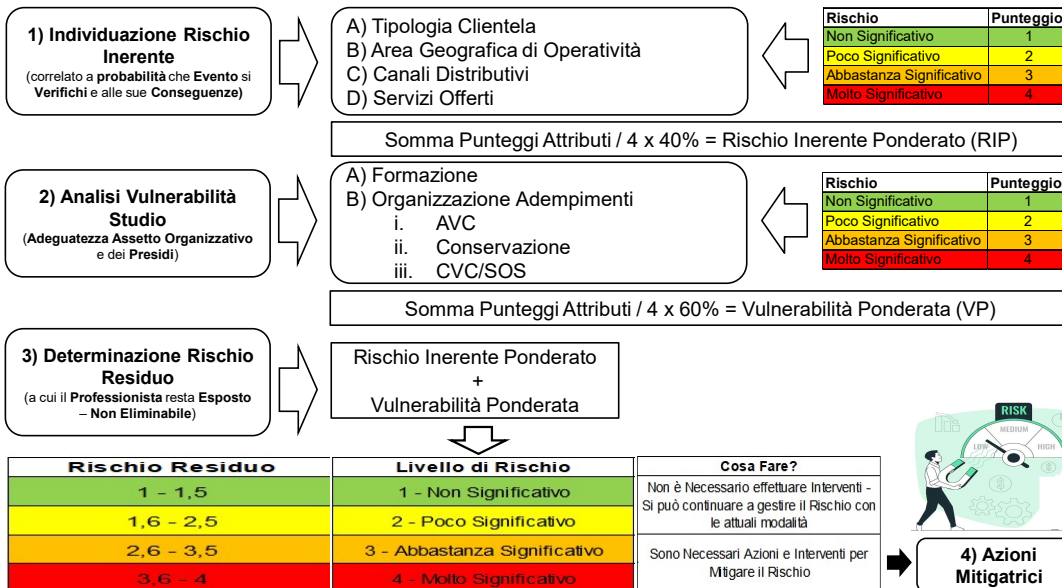 1) Individuazione Rischio
Inerente
(correlato a probabilità che Evento si
Verifichi e alle sue Conseguenze)
A) Tipologia Clientela
B) Area Geografica di Operatività
C) Canali Distributivi
D) Servizi Offerti
Rischio Punteggio
Non Significativo 1
Poco Significativo 2
Abbastanza Significativo 3
Molto Significativo 4
Somma Punteggi Attributi / 4 x 40% = Rischio Inerente Ponderato (RIP)
2) Analisi Vulnerabilità
Studio
(Adeguatezza Assetto Organizzativo
e dei Presidi)
A) Formazione
B) Organizzazione Adempimenti
i. AVC
ii. Conservazione
iii. CVC/SOS
Rischio Punteggio
Non Significativo 1
Poco Significativo 2
Abbastanza Significativo 3
Molto Significativo 4
Somma Punteggi Attributi / 4 x 60% = Vulnerabilità Ponderata (VP)
3) Determinazione Rischio
Residuo
(a cui il Professionista resta Esposto
– Non Eliminabile)
Rischio Inerente Ponderato
+
Vulnerabilità Ponderata
RISK
LOW MEDIUM HIGH
Rischio Residuo Livello di Rischio Cosa Fare?
1 - 1,5 1 - Non Significativo
1,6 - 2,5 2 - Poco Significativo
Non è Necessario effettuare Interventi -
Si può continuare a gestire il Rischio con
le attuali modalità
2,6 - 3,5 3 - Abbastanza Significativo
3,6 - 4 4 - Molto Significativo
Sono Necessari Azioni e Interventi per
Mitigare il Rischio
4) Azioni
Mitigatrici